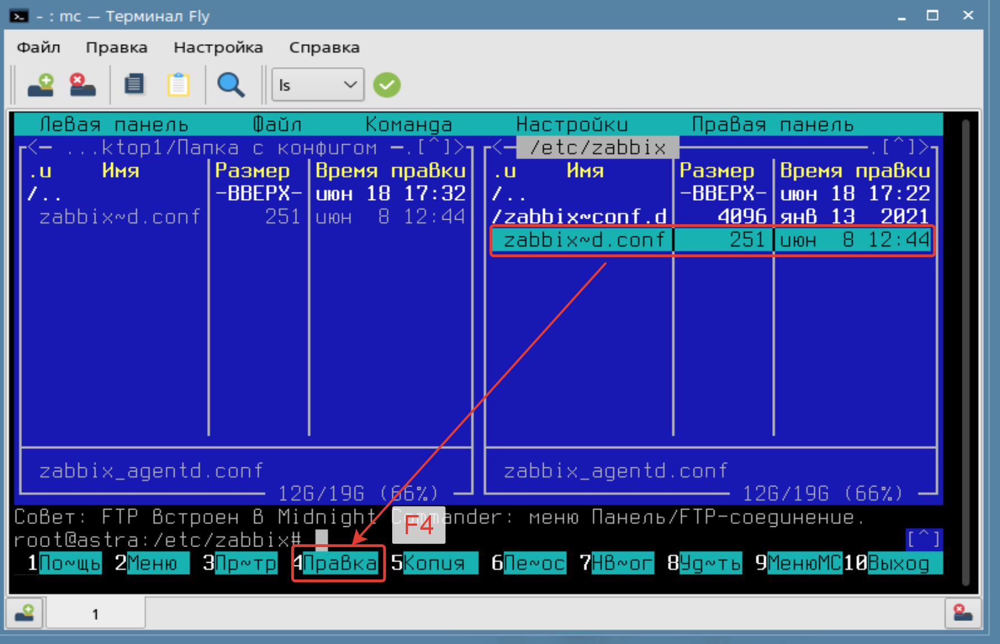 - : mc — Терминал Fly
Файл Правка Настройка Справка
ls
Левая панель Файл Команда Настройки Правая панель
<─ ...ktop1/Папка с конфигом ─.[^]> <─ /etc/zabbix .[^]>
.и Имя Размер Время правки .и Имя Размер Время правки
/.. -ВВЕРХ- июн 18 17:32 /.. -ВВЕРХ- июн 18 17:22
zabbix~d.conf 251 июн 8 12:44 /zabbix~conf.d 4096 янв 13 2021
zabbix~d.conf 251 июн 8 12:44
zabbix_agentd.conf zabbix_agentd.conf
12G/19G (66%) 12G/19G (66%)
Совет: FTP встроен в Midnight Commander: меню Панель/FTP-соединение.
F4
root@astra:/etc/zabbix# [^]
1По~щь 2Меню 3Пр~тр 4Правка 5Копия 6Пе~ос 7НВ~ог 8Уд~ть 9МенюМС10Выход
1